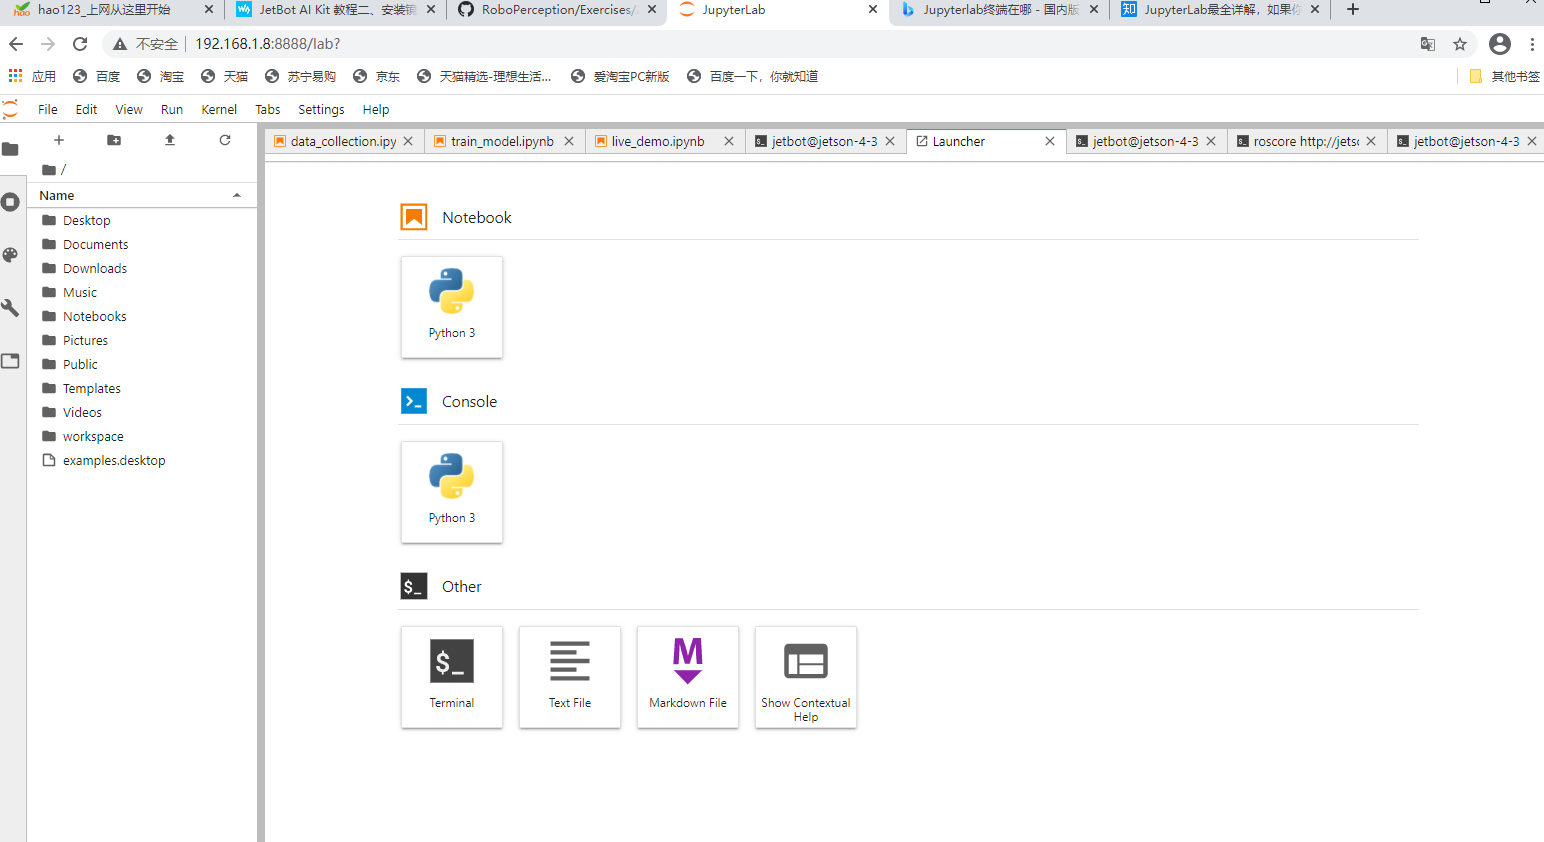 hao123_上网从这里开始
JetBot AI Kit 教程二、安装镜
RoboPerception/Exercises/
JupyterLab
Jupyterlab终端在哪 - 国内版
知 JupyterLab最全详解，如果你
不安全 192.168.1.8:8888/lab?
应用 百度 淘宝 天猫 苏宁易购 京东 天猫精选-理想生活... 爱淘宝PC新版 百度一下，你就知道 其他书签
File Edit View Run Kernel Tabs Settings Help
data_collection.ipy
train_model.ipynb
live_demo.ipynb
jetbot@jetson-4-3
Launcher
jetbot@jetson-4-3
roscore http://jets
jetbot@jetson-4-3
/
Name
Desktop
Documents
Downloads
Music
Notebooks
Pictures
Public
Templates
Videos
workspace
examples.desktop
Notebook
Python 3
Console
Python 3
$_ Other
$_
Terminal
Text File
M
Markdown File
Show Contextual
Help